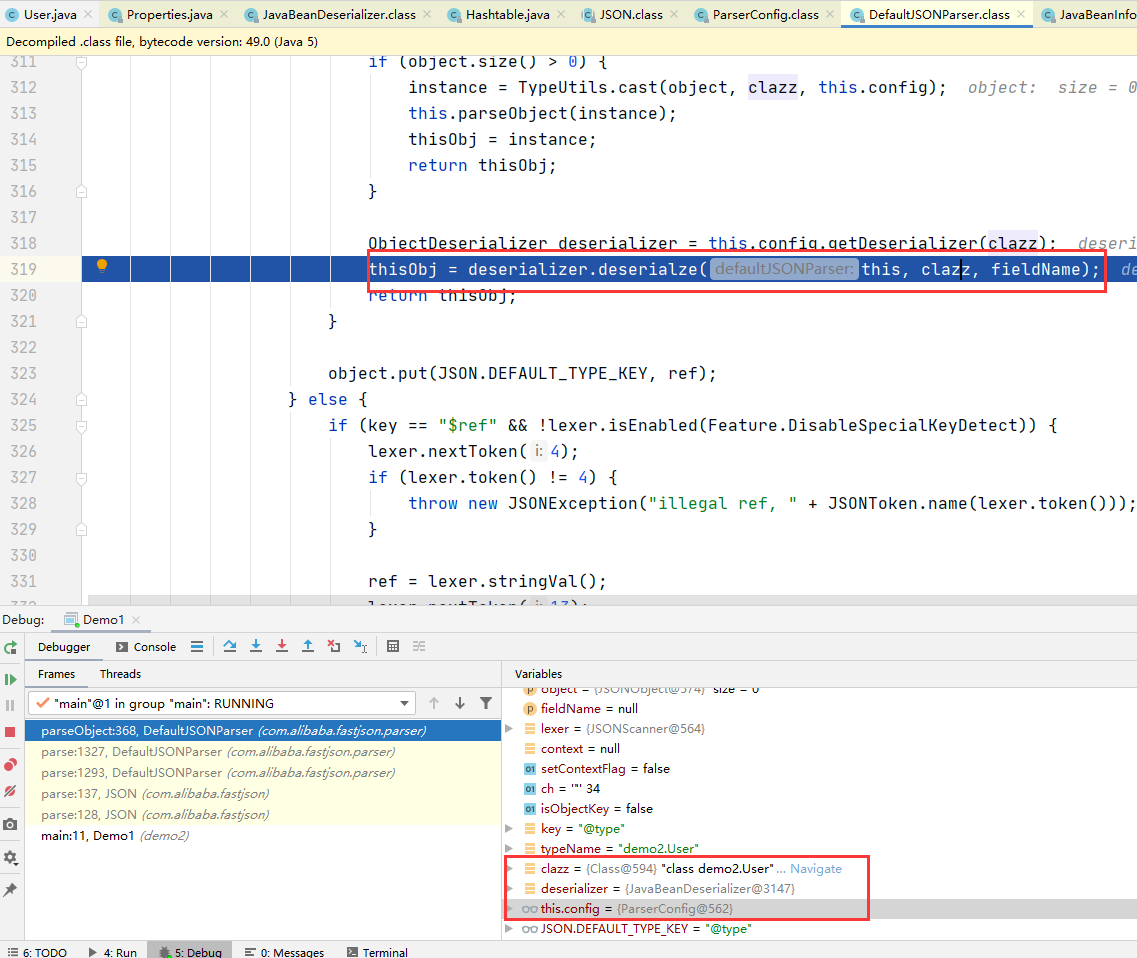 User.java Properties.java JavaBeanDeserializer.class Hashtable.java JSON.class ParserConfig.class DefaultJSONParser.class JavaBeanInfo
Decompiled .class file, bytecode version: 49.0 (Java 5)
311 if (object.size() > 0) {
312 instance = TypeUtils.cast(object, clazz, this.config); object: size = 0
313 this.parseObject(instance);
314 thisObj = instance;
315 return thisObj;
316 }
317
318 ObjectDeserializer deserializer = this.config.getDeserializer(clazz); deseri
319 thisObj = deserializer.deserialze( defaultJSONParser: this, clazz, fieldName); de
320 return thisObj;
321 }
322
323 object.put(JSON.DEFAULT_TYPE_KEY, ref);
324 } else {
325 if (key == "$ref" && !lexer.isEnabled(Feature.DisableSpecialKeyDetect)) {
326 lexer.nextToken( i: 4);
327 if (lexer.token() != 4) {
328 throw new JSONException("illegal ref, " + JSONToken.name(lexer.token()));
329 }
330
331 ref = lexer.stringVal();
332 lexer.nextToken( i: 13);
Debug: Demo1
Debugger Console
Frames Threads
"main"@1 in group "main": RUNNING
parseObject:368, DefaultJSONParser (com.alibaba.fastjson.parser)
parse:1327, DefaultJSONParser (com.alibaba.fastjson.parser)
parse:1293, DefaultJSONParser (com.alibaba.fastjson.parser)
parse:137, JSON (com.alibaba.fastjson)
parse:128, JSON (com.alibaba.fastjson)
main:11, Demo1 (demo2)
Variables
object = {JSONObject@574} size = 0
fieldName = null
lexer = {JSONScanner@564}
context = null
setContextFlag = false
ch = '"' 34
isObjectKey = false
key = "@type"
typeName = "demo2.User"
clazz = {Class@594} "class demo2.User" ... Navigate
deserializer = {JavaBeanDeserializer@3147}
this.config = {ParserConfig@562}
JSON.DEFAULT_TYPE_KEY = "@type"
6: TODO 4: Run 5: Debug 0: Messages Terminal